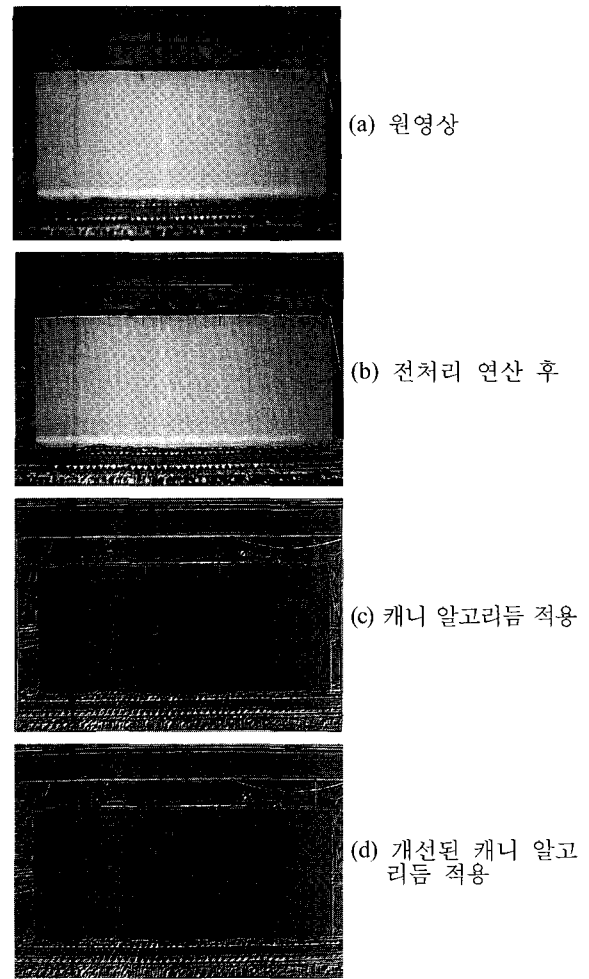 (a) 원영상
(b) 전처리 연산 후
(c) 캐니 알고리듬 적용
(d) 개선된 캐니 알고
리듬 적용